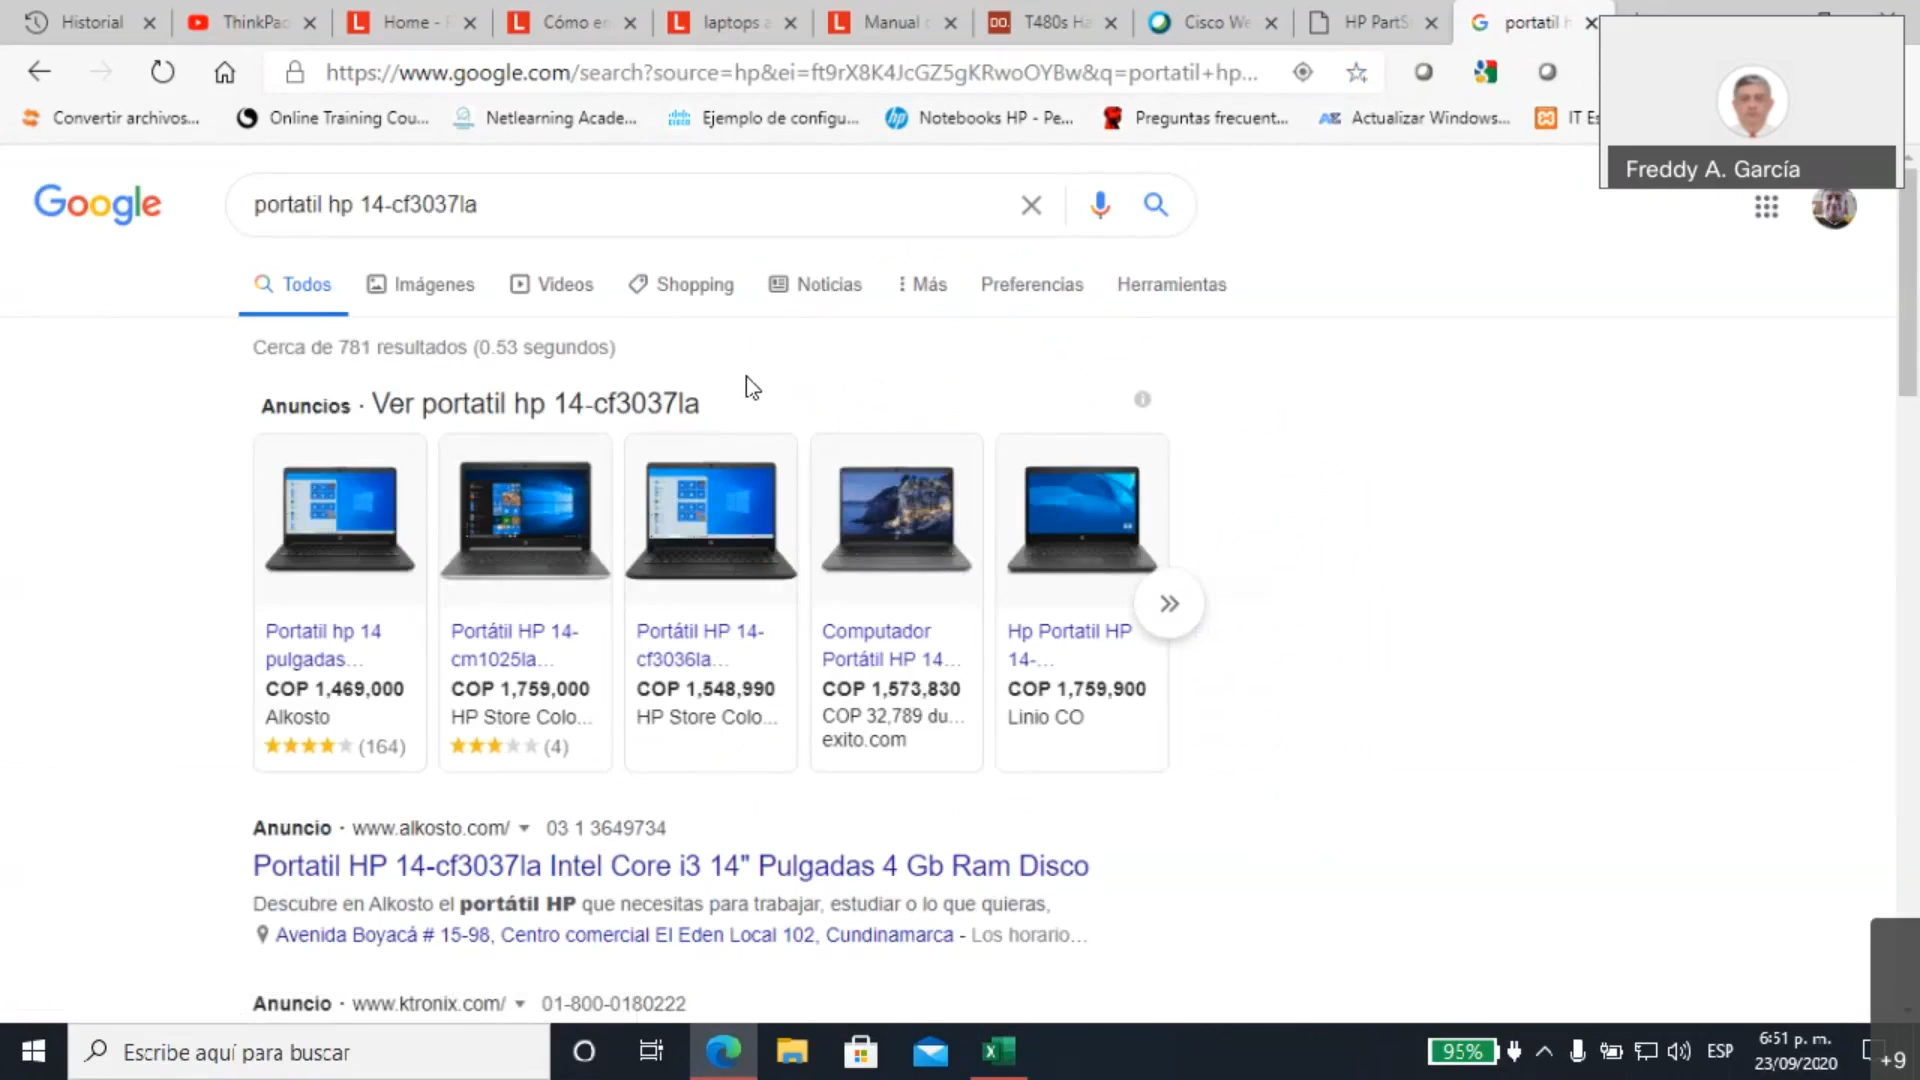 Historial
ThinkPad
Home -
Cómo en
laptops a
Manual
DO.
T480s Ha
Cisco We
HP PartS
portatil h
https://www.google.com/search?source=hp&ei=ft9rX8K4JcGZ5gKRwoOYBw&q=portatil+hp...
Convertir archivos...
Online Training Cou...
Netlearning Acade...
Ejemplo de configu...
Notebooks HP - Pe...
Preguntas frecuent...
Actualizar Windows...
IT Es
Freddy A. García
Google
portatil hp 14-cf3037la
Todos
Imágenes
Videos
Shopping
Noticias
Más
Preferencias
Herramientas
Cerca de 781 resultados (0.53 segundos)
Anuncios · Ver portatil hp 14-cf3037la
Portatil hp 14
pulgadas...
COP 1,469,000
Alkosto
(164)
Portátil HP 14-
cm1025la...
COP 1,759,000
HP Store Colo...
(4)
Portátil HP 14-
cf3036la...
COP 1,548,990
HP Store Colo...
Computador
Portátil HP 14...
COP 1,573,830
COP 32,789 du...
exito.com
Hp Portatil HP
14-...
COP 1,759,900
Linio CO
Anuncio · www.alkosto.com/ 03 1 3649734
Portatil HP 14-cf3037la Intel Core i3 14" Pulgadas 4 Gb Ram Disco
Descubre en Alkosto el portátil HP que necesitas para trabajar, estudiar o lo que quieras,
Avenida Boyacá # 15-98, Centro comercial El Eden Local 102, Cundinamarca - Los horario...
Anuncio · www.ktronix.com/ 01-800-0180222
Escribe aquí para buscar
95%
ESP
6:51 p. m.
23/09/2020
+9